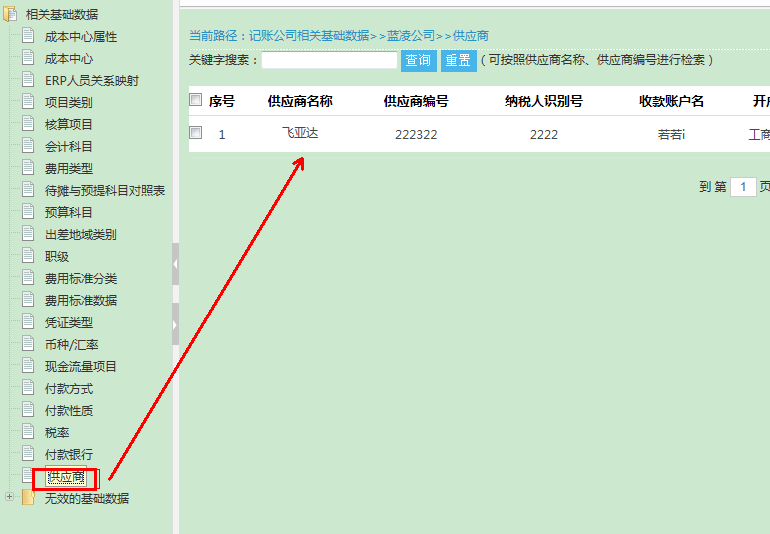 相关基础数据
成本中心属性
成本中心
ERP人员关系映射
项目类别
核算项目
会计科目
费用类型
待摊与预提科目对照表
预算科目
出差地域类别
职级
费用标准分类
费用标准数据
凭证类型
币种/汇率
现金流量项目
付款方式
付款性质
税率
付款银行
供应商
无效的基础数据
当前路径：记账公司相关基础数据>>蓝凌公司>>供应商
关键字搜索： 查询 重置 （可按照供应商名称、供应商编号进行检索）
序号 供应商名称 供应商编号 纳税人识别号 收款账户名 开
1 飞亚达 222322 2222 若若i 工商
到 第 1 页